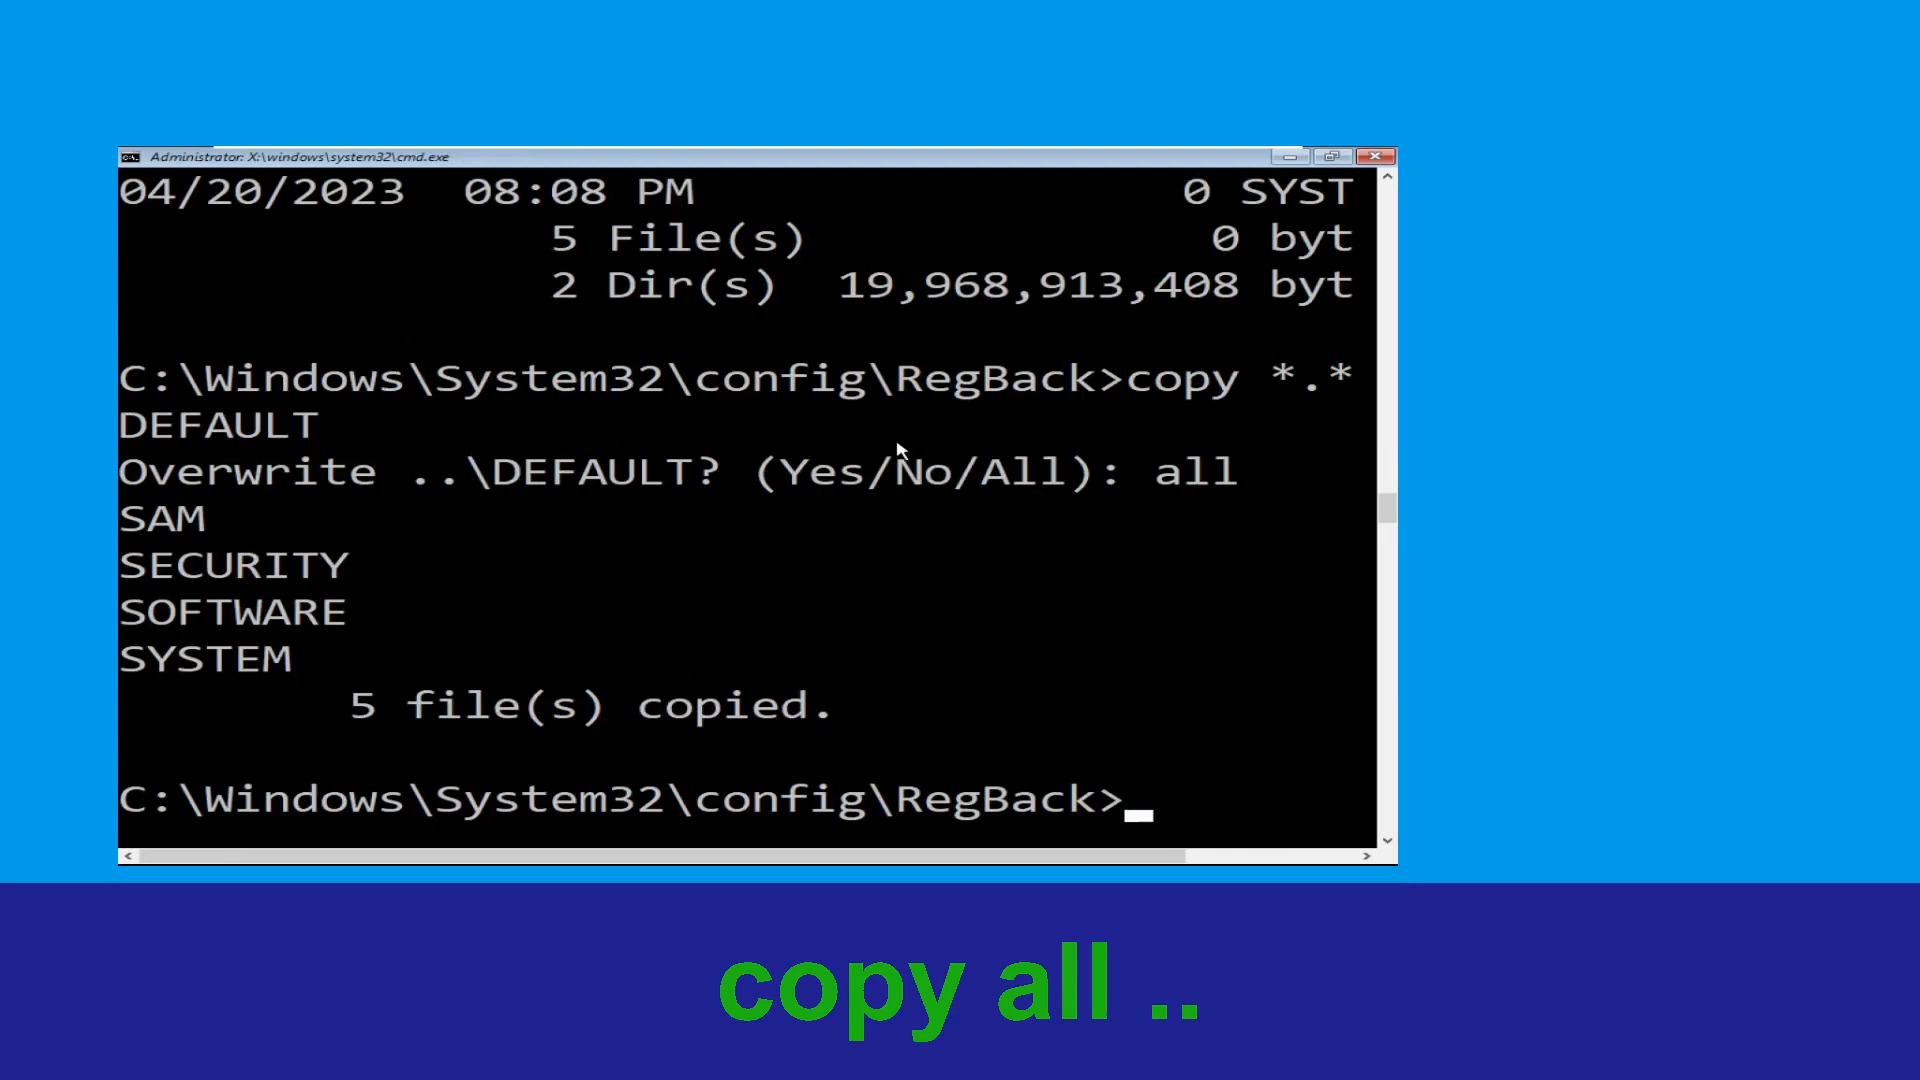 Administrator: X:\windows\system32\cmd.exe
04/20/2023  08:08 PM                 0 SYST
               5 File(s)              0 byt
               2 Dir(s)  19,968,913,408 byt
C:\Windows\System32\config\RegBack>copy *.*
DEFAULT
Overwrite ..\DEFAULT? (Yes/No/All): all
SAM
SECURITY
SOFTWARE
SYSTEM
        5 file(s) copied.
C:\Windows\System32\config\RegBack>
copy all ..